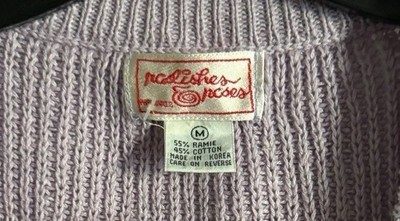 radishes
& roses
M
55% RAMIE
45% COTTON
MADE IN KOREA
CARE ON REVERSE